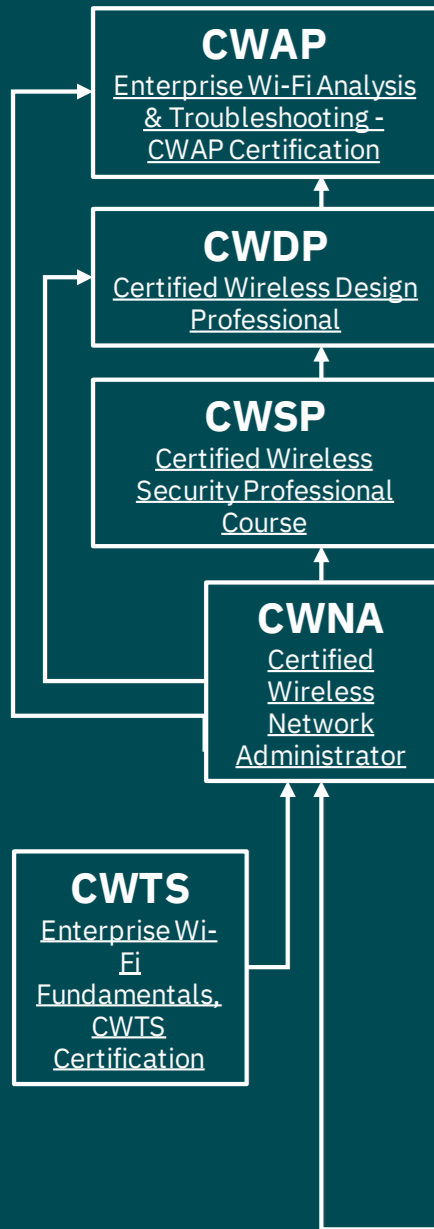 CWAP
Enterprise Wi-Fi Analysis
& Troubleshooting -
CWAP Certification
CWDP
Certified Wireless Design
Professional
CWSP
Certified Wireless
Security Professional
Course
CWNA
Certified
Wireless
Network
Administrator
CWTS
Enterprise Wi-
Fi
Fundamentals,
CWTS
Certification